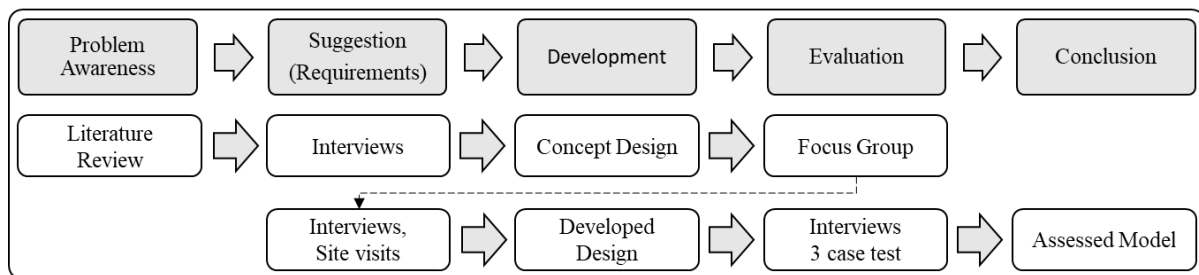 Problem
Awareness
Suggestion
(Requirements)
Development
Evaluation
Conclusion
Literature
Review
Interviews
Concept Design
Focus Group
Interviews,
Site visits
Developed
Design
Interviews
3 case test
Assessed Model